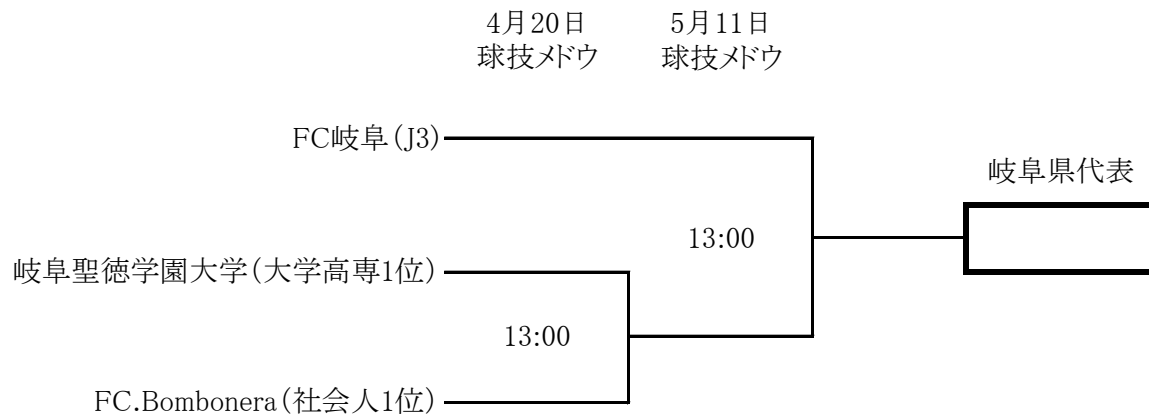 4月20日 5月11日
球技メドウ 球技メドウ
FC岐阜(J3)
岐阜県代表
13:00
岐阜聖徳学園大学(大学高専1位)
13:00
FC.Bombonera(社会人1位)